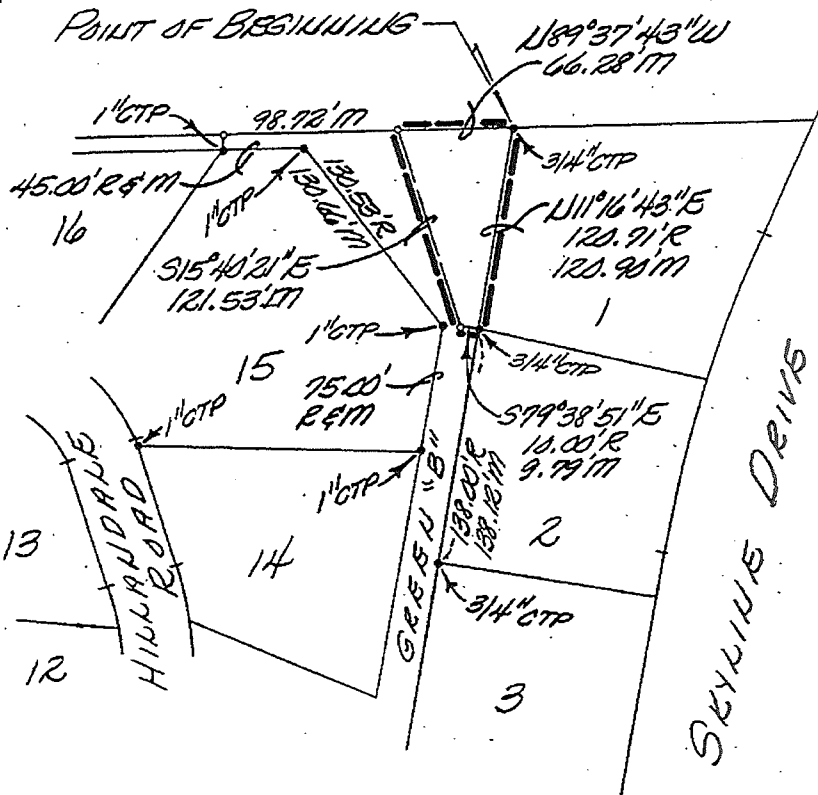 POINT OF BEGINNING
N89°37'43"W
66.28'M
1"CTP
98.72'M
3/4"CTP
45.00'R&M
16
1"CTP
130.53'R
130.66'M
N11°16'43"E
120.71'R
120.90'M
S15°40'21"E
121.53'M
1
1"CTP
3/4"CTP
15
75.00'
R&M
S79°38'51"E
10.00'R
9.79'M
1"CTP
1"CTP
138.00'R
138.12'M
2
13
HILLANDALE
ROAD
14
GREEN "B"
3/4"CTP
12
3
SKYLINE DRIVE